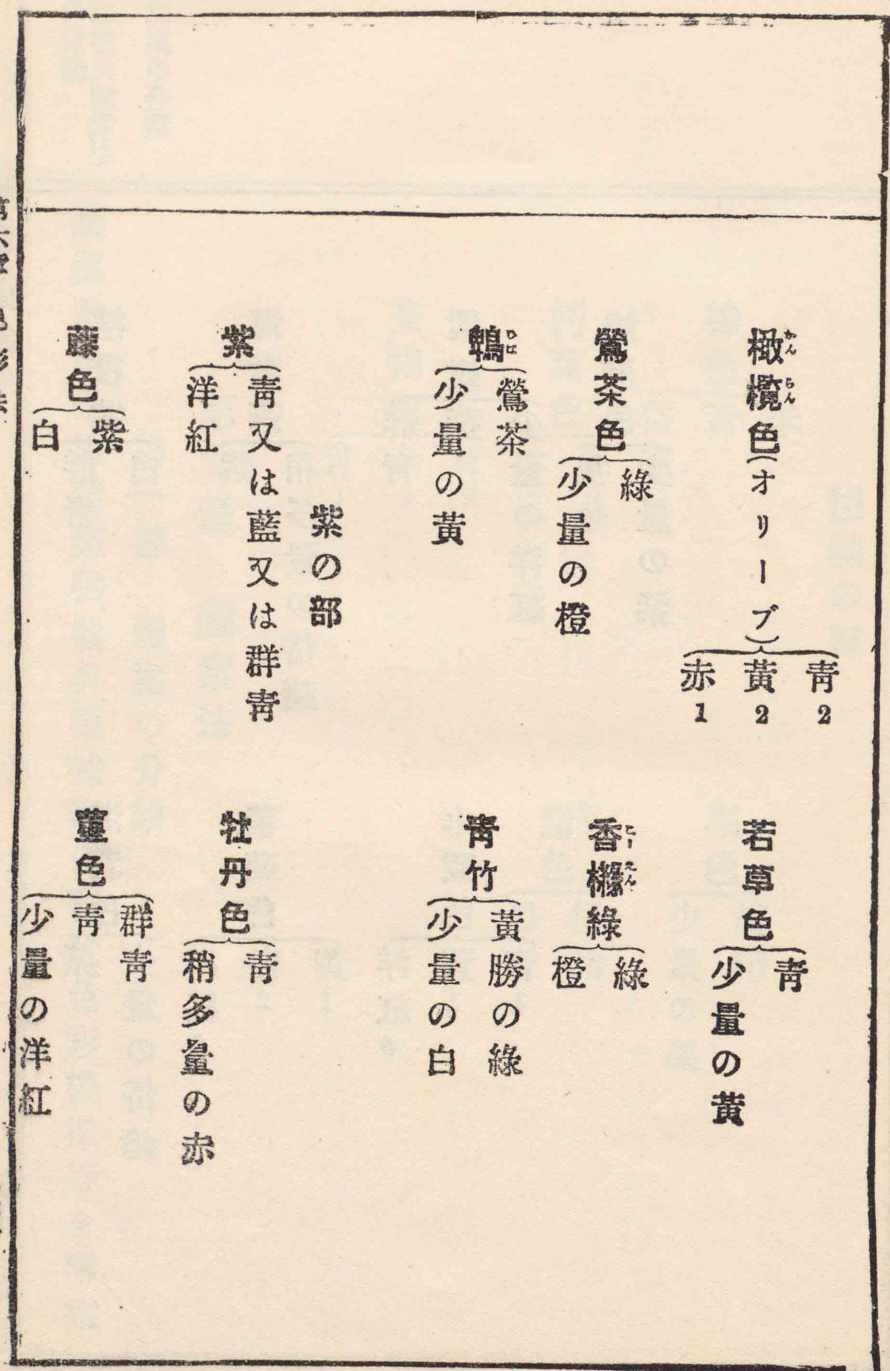 橄欖色(オリーブ)
青2
黄2
赤1
若草色
青
少量の黄
鶯茶色
綠
少量の橙
香櫞綠
綠
橙
鶸
鶯茶
少量の黄
青竹
黄勝の綠
少量の白
紫の部
紫
青又は藍又は群青
洋紅
牡丹色
青
稍多量の赤
藤色
紫
白
菫色
群青
青
少量の洋紅